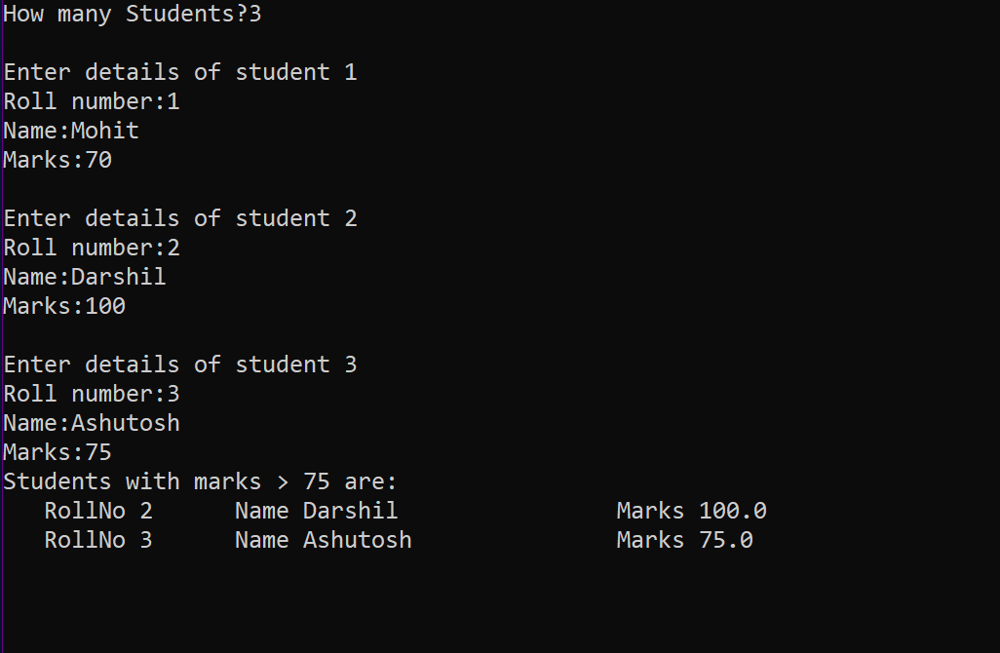 How many Students?3
Enter details of student 1
Roll number:1
Name:Mohit
Marks:70
Enter details of student 2
Roll number:2
Name:Darshil
Marks:100
Enter details of student 3
Roll number:3
Name:Ashutosh
Marks:75
Students with marks > 75 are:
RollNo 2 Name Darshil Marks 100.0
RollNo 3 Name Ashutosh Marks 75.0